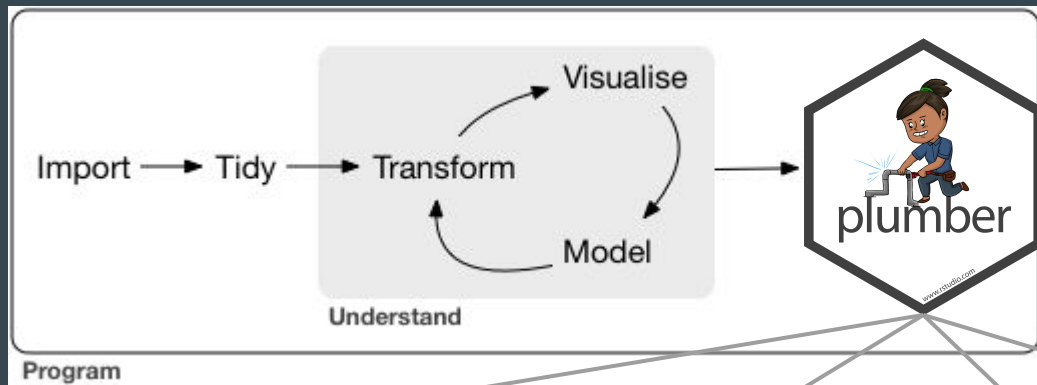 Visualise
Import
Tidy
Transform
Model
plumber
www.rstudio.com
Understand
Program